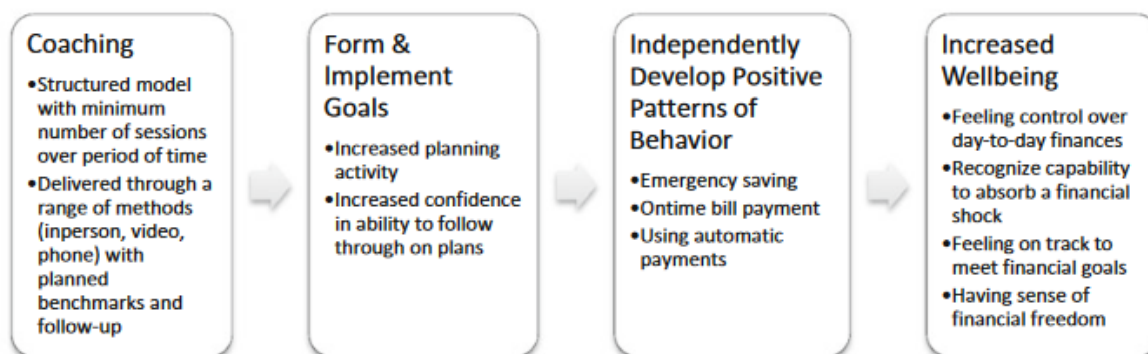 Coaching
•Structured model
with minimum
number of sessions
over period of time
•Delivered through a
range of methods
(inperson, video,
phone) with
planned
benchmarks and
follow-up
Form &
Implement
Goals
•Increased planning
activity
•Increased confidence
in ability to follow
through on plans
Independently
Develop Positive
Patterns of
Behavior
•Emergency saving
•Ontime bill payment
•Using automatic
payments
Increased
Wellbeing
•Feeling control over
day-to-day finances
•Recognize capability
to absorb a financial
shock
•Feeling on track to
meet financial goals
•Having sense of
financial freedom